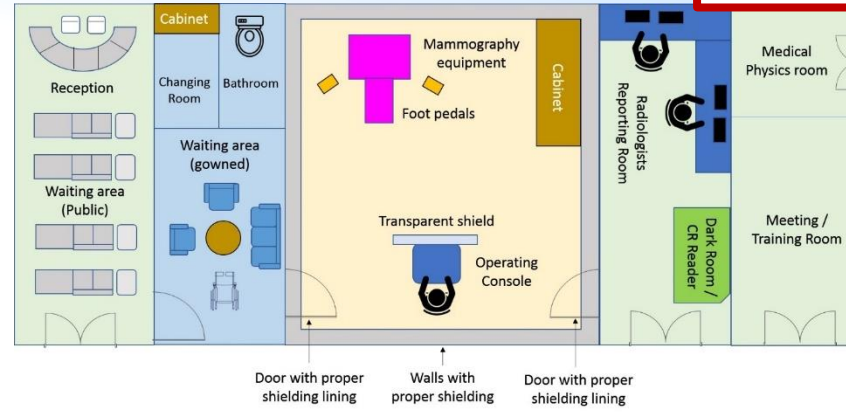 Cabinet
Reception
Changing
Room
Bathroom
Waiting area
(gowned)
Waiting area
(Public)
Mammography
equipment
Foot pedals
Cabinet
Transparent shield
Operating
Console
Radiologists
Reporting Room
Dark Room /
CR Reader
Medical
Physics room
Meeting /
Training Room
Door with proper
shielding lining
Walls with
proper shielding
Door with proper
shielding lining